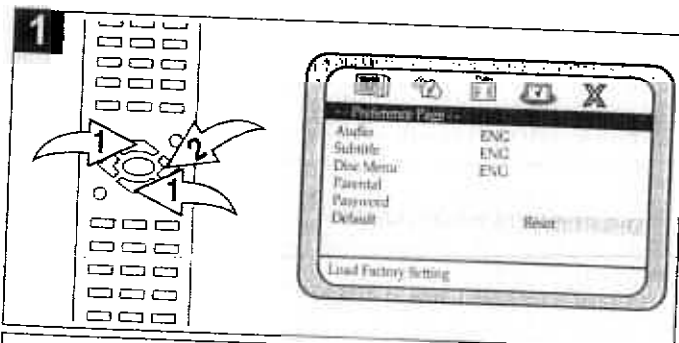 1
1
2
1
-- Preference Page --
Audio ENG
Subtitle ENG
Disc Menu ENG
Parental
Password
Default Reset
Load Factory Setting